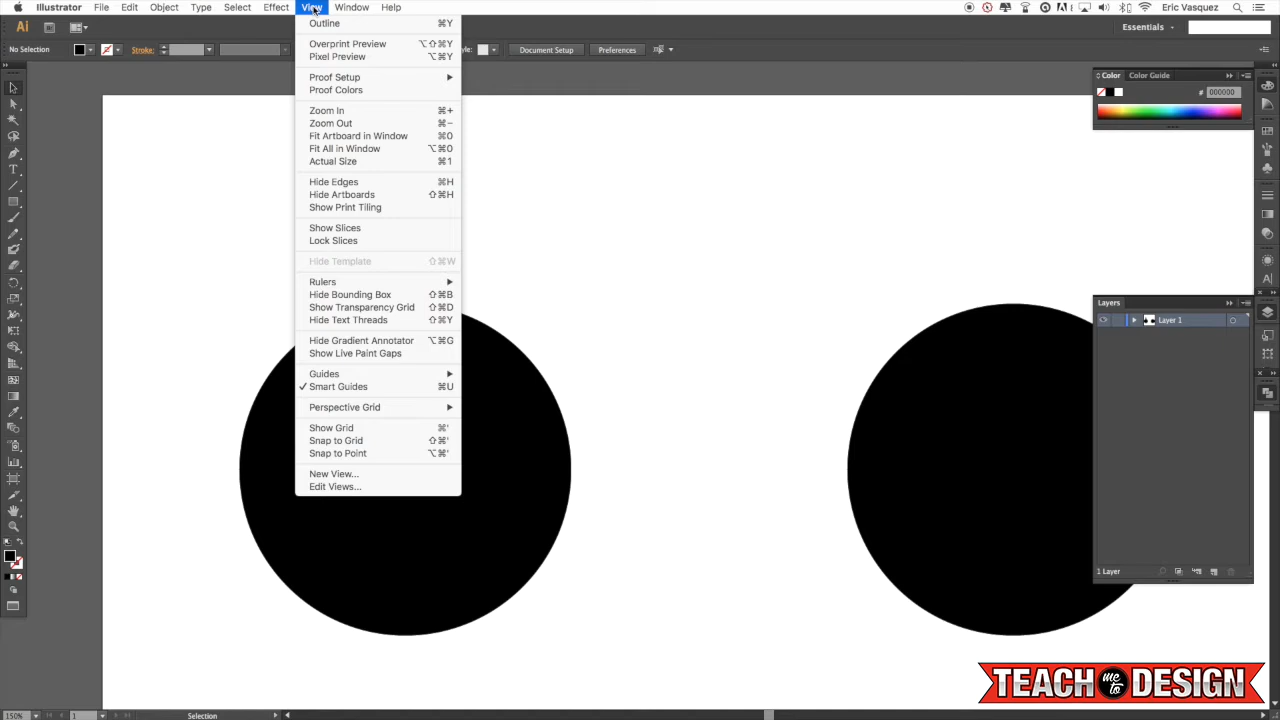 Illustrator File Edit Object Type Select Effect View Window Help Eric Vasquez
Ai Essentials
No Selection Stroke: Style: Document Setup Preferences
Outline ⌘Y
Overprint Preview ⌥⇧⌘Y
Pixel Preview ⌥⌘Y
Proof Setup
Proof Colors
Zoom In ⌘+
Zoom Out ⌘−
Fit Artboard in Window ⌘0
Fit All in Window ⌥⌘0
Actual Size ⌘1
Hide Edges ⌘H
Hide Artboards ⇧⌘H
Show Print Tiling
Show Slices
Lock Slices
Hide Template ⇧⌘W
Rulers
Hide Bounding Box ⇧⌘B
Show Transparency Grid ⇧⌘D
Hide Text Threads ⇧⌘Y
Hide Gradient Annotator ⌥⌘G
Show Live Paint Gaps
Guides
✓ Smart Guides ⌘U
Perspective Grid
Show Grid ⌘'
Snap to Grid ⇧⌘'
Snap to Point ⌥⌘'
New View...
Edit Views...
Color Color Guide
# 000000
Layers
Layer 1
1 Layer
TEACH me to DESIGN
150% 1 Selection